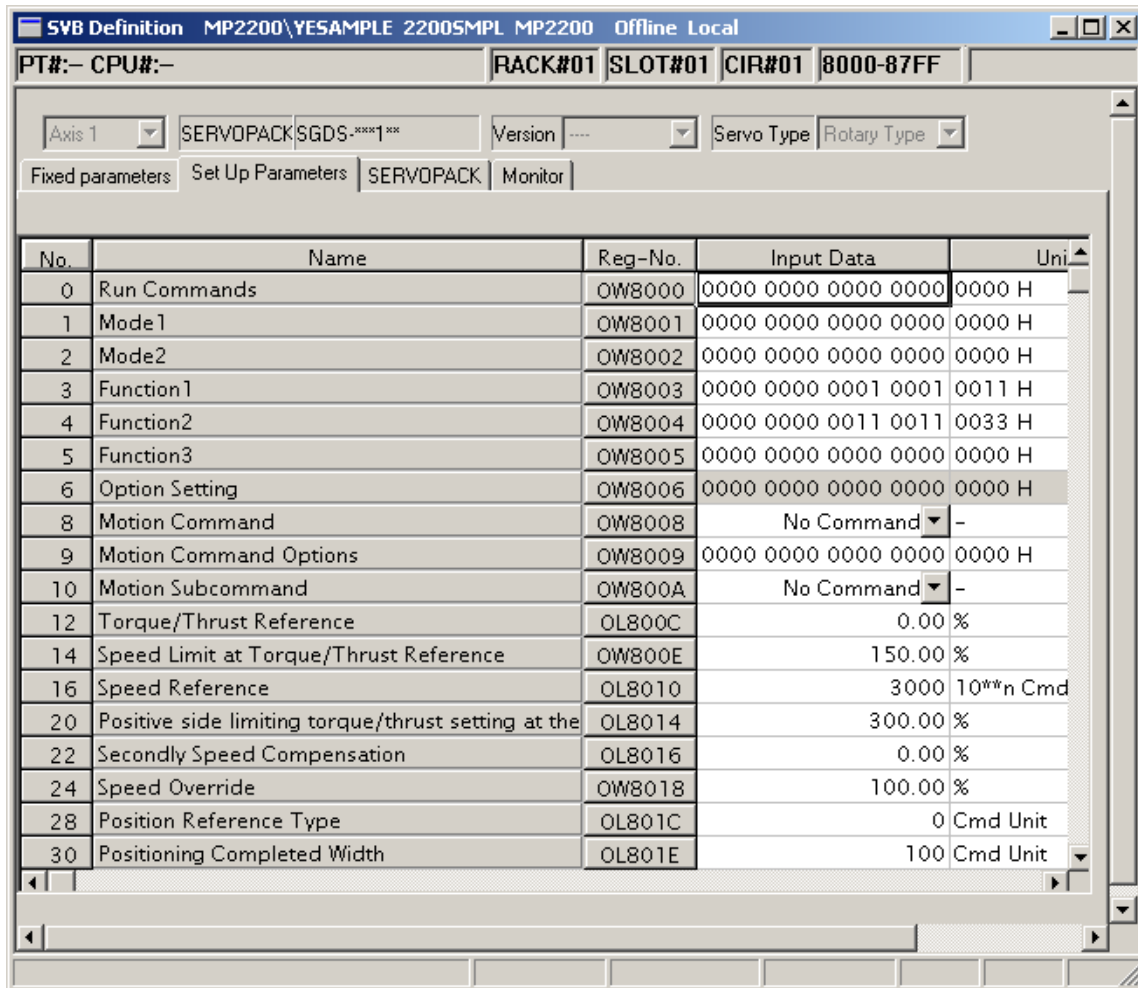 SVB Definition MP2200\YESAMPLE 2200SMPL MP2200 Offline Local
PT#:– CPU#:– RACK#01 SLOT#01 CIR#01 8000-87FF
Axis 1 SERVOPACK SGDS-***1** Version ---- Servo Type Rotary Type
Fixed parameters Set Up Parameters SERVOPACK Monitor
No. Name Reg-No. Input Data Uni
0 Run Commands OW8000 0000 0000 0000 0000 0000 H
1 Mode1 OW8001 0000 0000 0000 0000 0000 H
2 Mode2 OW8002 0000 0000 0000 0000 0000 H
3 Function1 OW8003 0000 0000 0001 0001 0011 H
4 Function2 OW8004 0000 0000 0011 0011 0033 H
5 Function3 OW8005 0000 0000 0000 0000 0000 H
6 Option Setting OW8006 0000 0000 0000 0000 0000 H
8 Motion Command OW8008 No Command –
9 Motion Command Options OW8009 0000 0000 0000 0000 0000 H
10 Motion Subcommand OW800A No Command –
12 Torque/Thrust Reference OL800C 0.00 %
14 Speed Limit at Torque/Thrust Reference OW800E 150.00 %
16 Speed Reference OL8010 3000 10**n Cmd
20 Positive side limiting torque/thrust setting at the OL8014 300.00 %
22 Secondly Speed Compensation OL8016 0.00 %
24 Speed Override OW8018 100.00 %
28 Position Reference Type OL801C 0 Cmd Unit
30 Positioning Completed Width OL801E 100 Cmd Unit